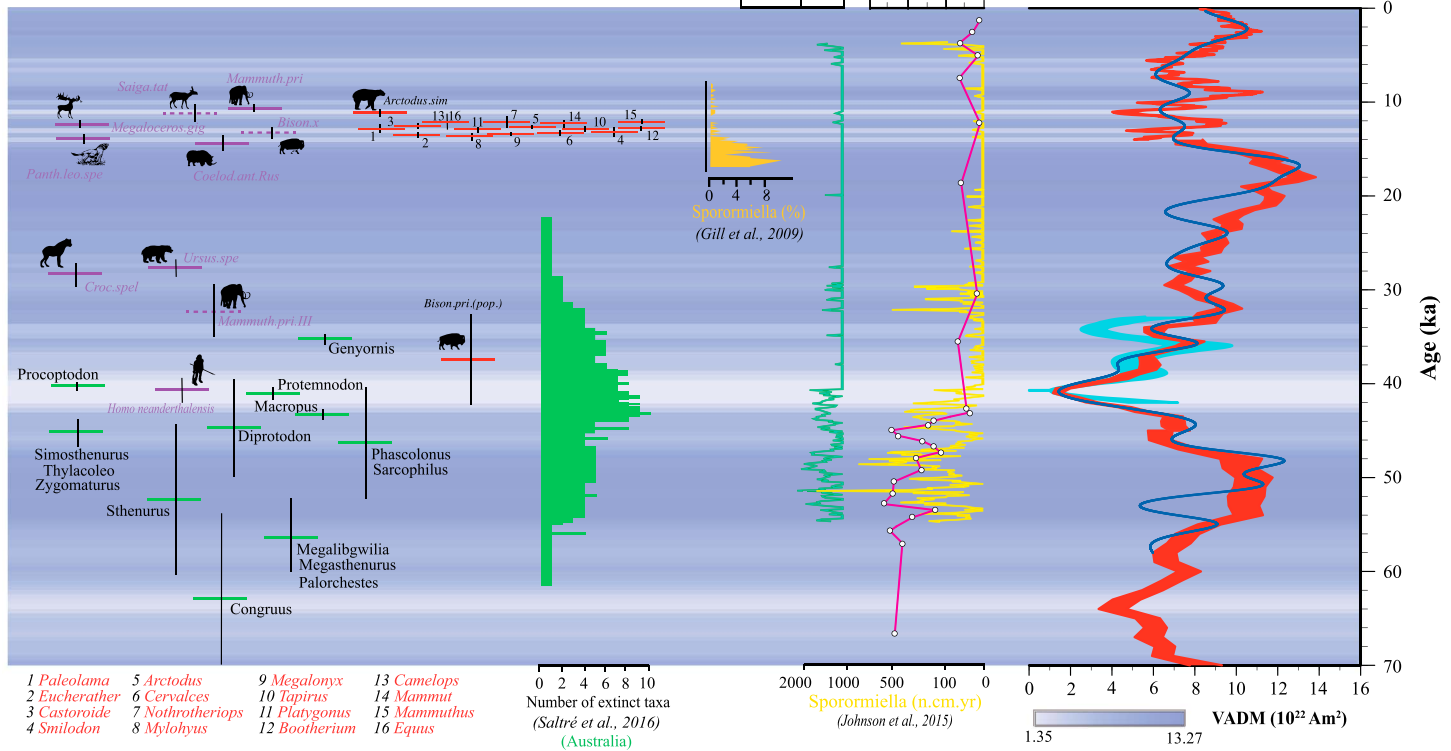 0
Mammuth.pri
Saiga.tat
Arctodus.sim
10
13 16 7 14 15
3 5 10
Megaloceros.gig
Bison.x
1 2 11 8 9 6 4 12
Panth.leo.spe
Coelod.ant.Rus
0 4 8
20
Sporormiella (%)
(Gill et al., 2009)
Ursus.spe
Croc.spel
30
Bison.pri.(pop.)
Mammuth.pri.III
Genyornis
Age (ka)
Procoptodon
Protemnodon
40
Homo neanderthalensis
Macropus
Diprotodon
Simosthenurus
Thylacoleo
Zygomaturus
Phascolonus
Sarcophilus
50
Sthenurus
Megalibgwilia
Megasthenurus
Palorchestes
60
Congruus
70
1 Paleolama 5 Arctodus 9 Megalonyx 13 Camelops
2 Eucherather 6 Cervalces 10 Tapirus 14 Mammut
3 Castoroide 7 Nothrotheriops 11 Platygonus 15 Mammuthus
4 Smilodon 8 Mylohyus 12 Bootherium 16 Equus
0 2 4 6 8 10
Number of extinct taxa
(Saltré et al., 2016)
(Australia)
2000 1000 500 100 0
Sporormiella (n.cm.yr)
(Johnson et al., 2015)
0 2 4 6 8 10 12 14 16
VADM (10²² Am²)
1.35 13.27